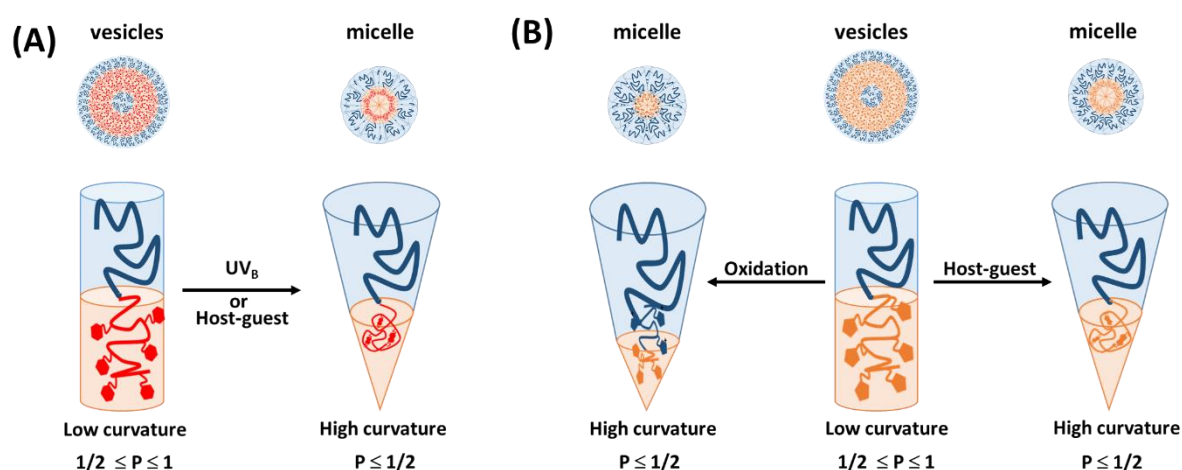 (A)
vesicles
micelle
UVB
or
Host-guest
Low curvature
1/2 ≤ P ≤ 1
High curvature
P ≤ 1/2
(B)
micelle
vesicles
micelle
Oxidation
Host-guest
High curvature
P ≤ 1/2
Low curvature
1/2 ≤ P ≤ 1
High curvature
P ≤ 1/2